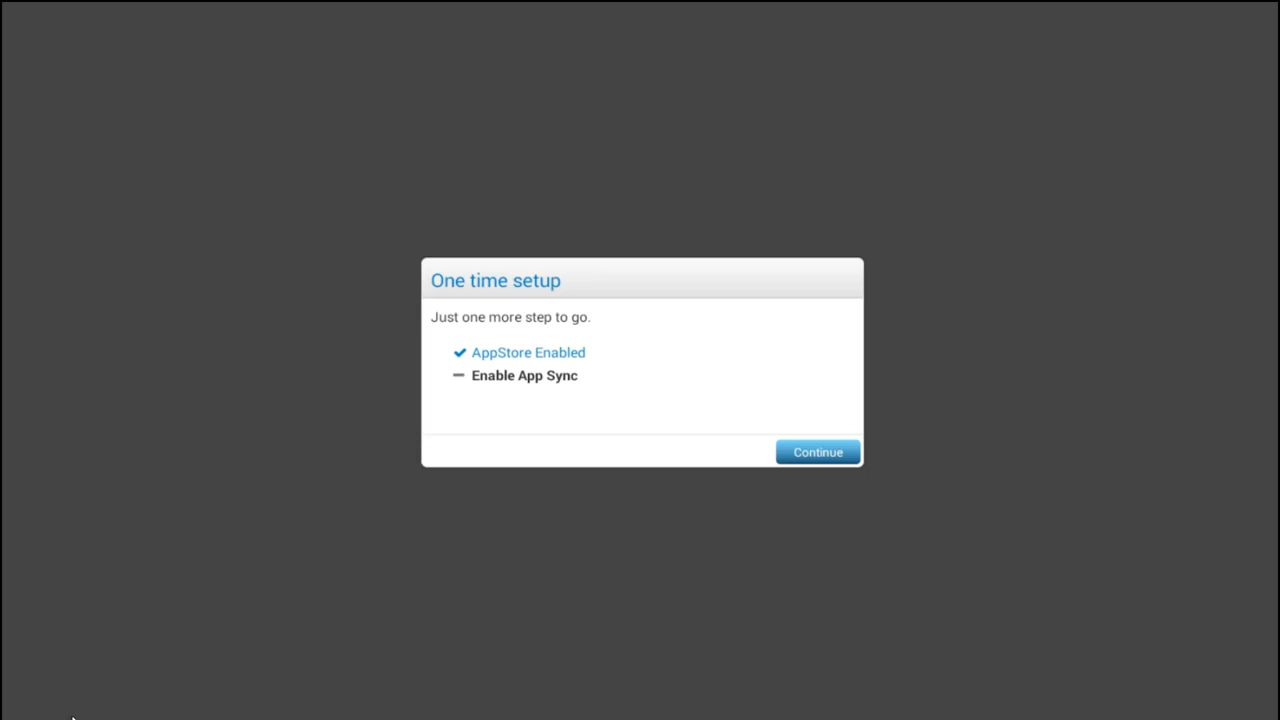 One time setup
Just one more step to go.
AppStore Enabled
Enable App Sync
Continue